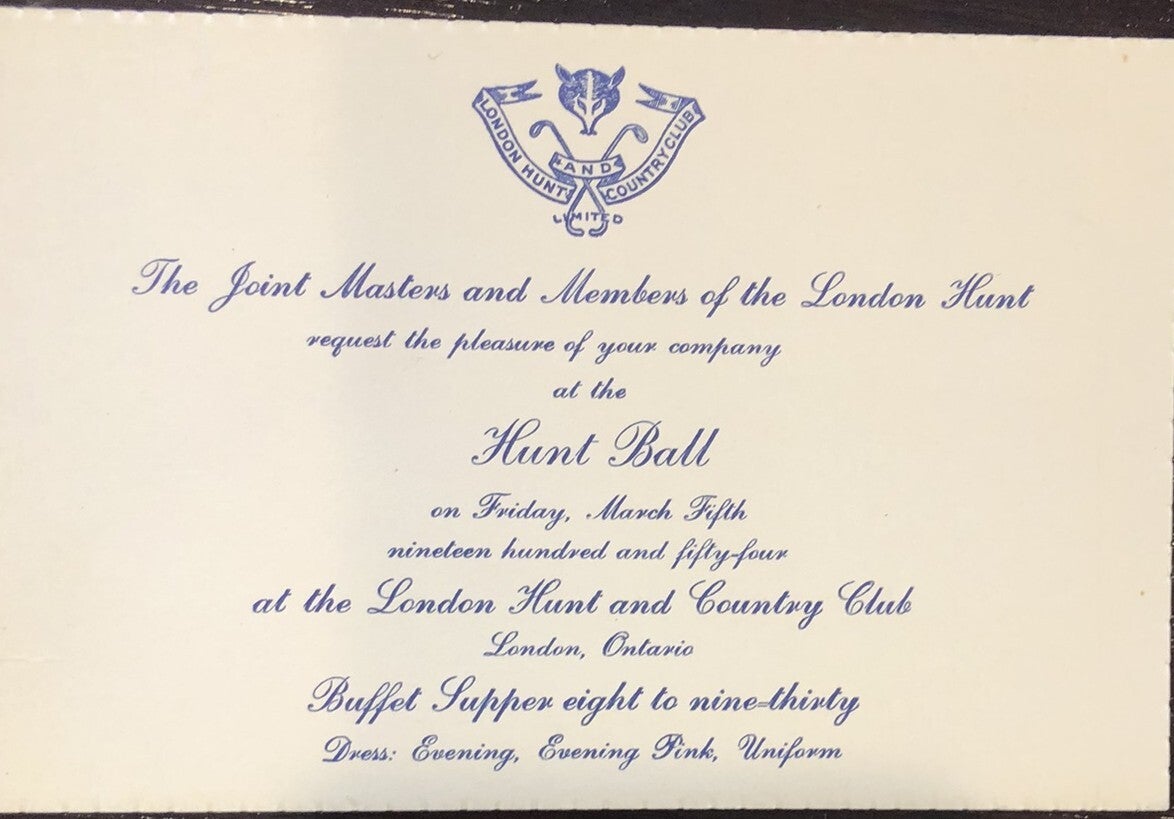 LONDON HUNT AND COUNTRY CLUB
LIMITED
The Joint Masters and Members of the London Hunt
request the pleasure of your company
at the
Hunt Ball
on Friday, March Fifth
nineteen hundred and fifty-four
at the London Hunt and Country Club
London, Ontario
Buffet Supper eight to nine-thirty
Dress: Evening, Evening Pink, Uniform